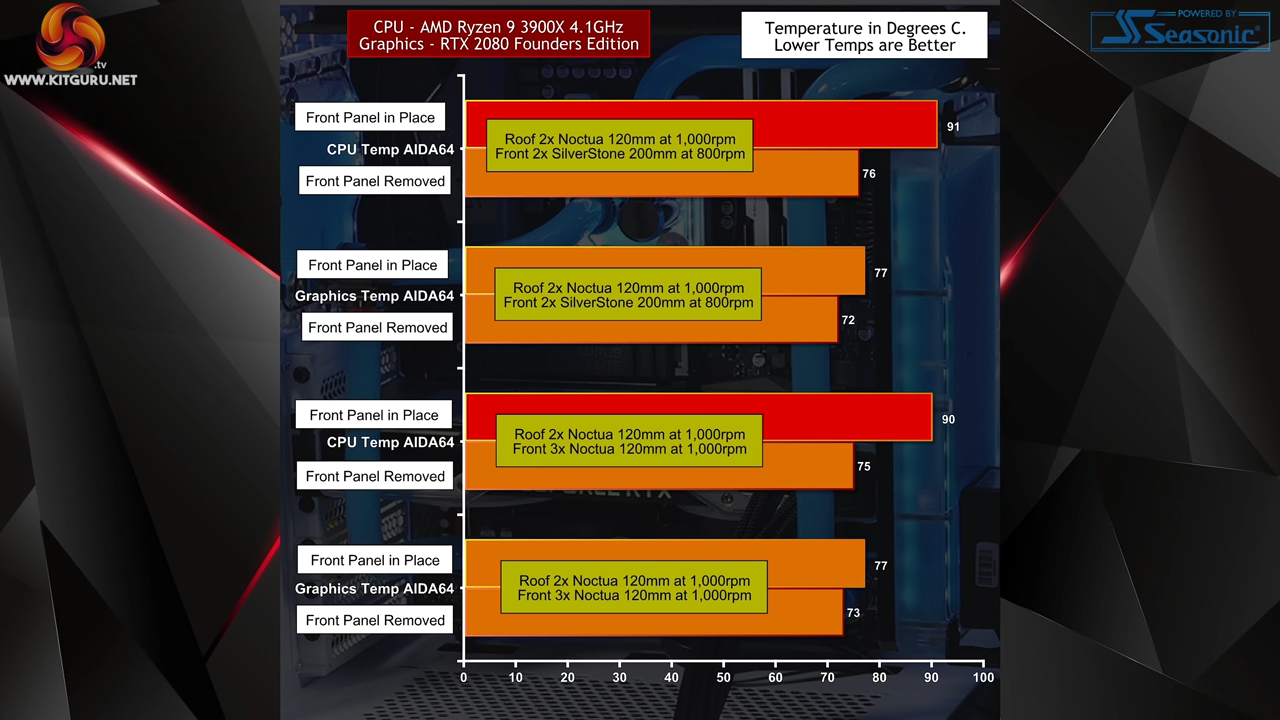 CPU - AMD Ryzen 9 3900X 4.1GHz
Graphics - RTX 2080 Founders Edition
Temperature in Degrees C.
Lower Temps are Better
POWERED BY
Seasonic
.tv
WWW.KITGURU.NET
Front Panel in Place
CPU Temp AIDA64
Front Panel Removed
Roof 2x Noctua 120mm at 1,000rpm
Front 2x SilverStone 200mm at 800rpm
91
76
Front Panel in Place
Graphics Temp AIDA64
Front Panel Removed
Roof 2x Noctua 120mm at 1,000rpm
Front 2x SilverStone 200mm at 800rpm
77
72
Front Panel in Place
CPU Temp AIDA64
Front Panel Removed
Roof 2x Noctua 120mm at 1,000rpm
Front 3x Noctua 120mm at 1,000rpm
90
75
Front Panel in Place
Graphics Temp AIDA64
Front Panel Removed
Roof 2x Noctua 120mm at 1,000rpm
Front 3x Noctua 120mm at 1,000rpm
77
73
0 10 20 30 40 50 60 70 80 90 100